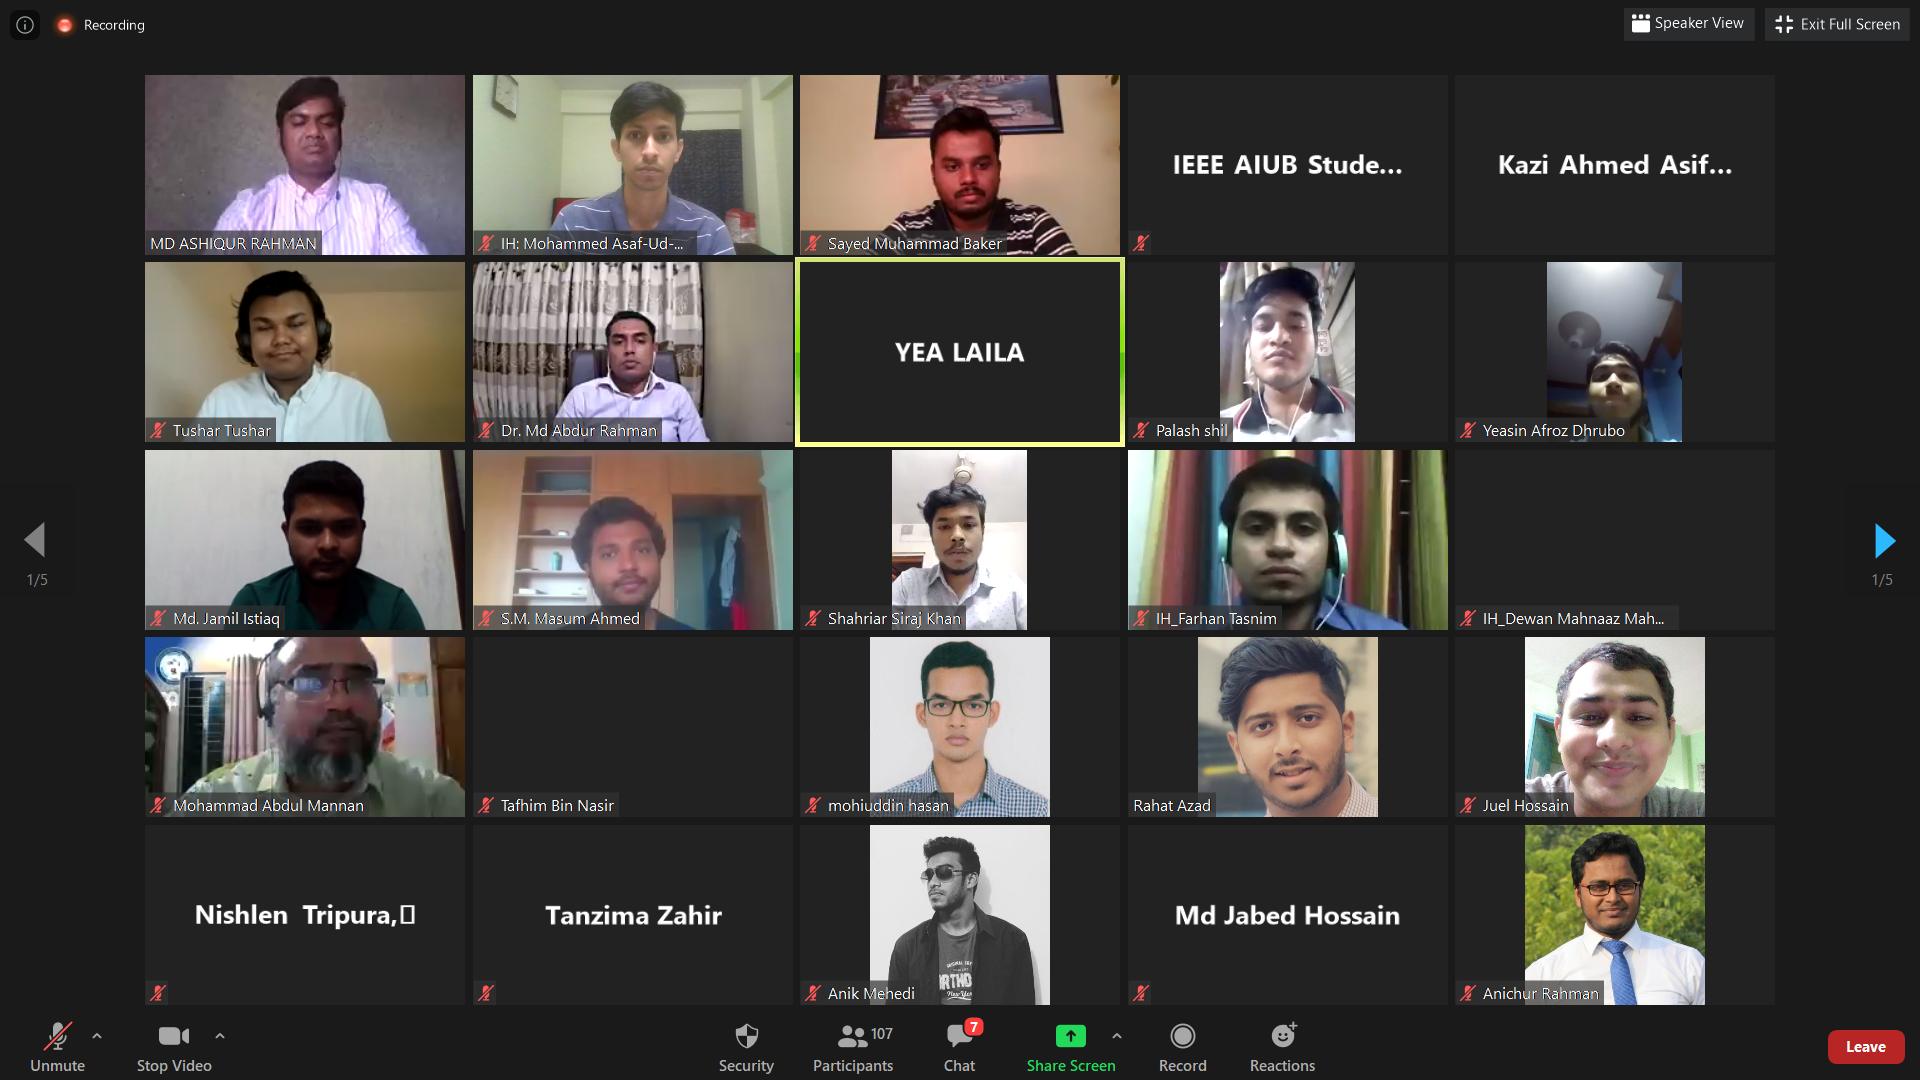 Recording
Speaker View
Exit Full Screen
MD ASHIQUR RAHMAN
IH: Mohammed Asaf-Ud-...
Sayed Muhammad Baker
IEEE AIUB Stude...
Kazi Ahmed Asif...
Tushar Tushar
Dr. Md Abdur Rahman
YEA LAILA
Palash shil
Yeasin Afroz Dhrubo
1/5
1/5
Md. Jamil Istiaq
S.M. Masum Ahmed
Shahriar Siraj Khan
IH_Farhan Tasnim
IH_Dewan Mahnaaz Mah...
Mohammad Abdul Mannan
Tafhim Bin Nasir
mohiuddin hasan
Rahat Azad
Juel Hossain
Nishlen Tripura,
Tanzima Zahir
New York
Anik Mehedi
Md Jabed Hossain
Anichur Rahman
Unmute
Stop Video
Security
Participants
107
Chat
7
Share Screen
Record
Reactions
Leave